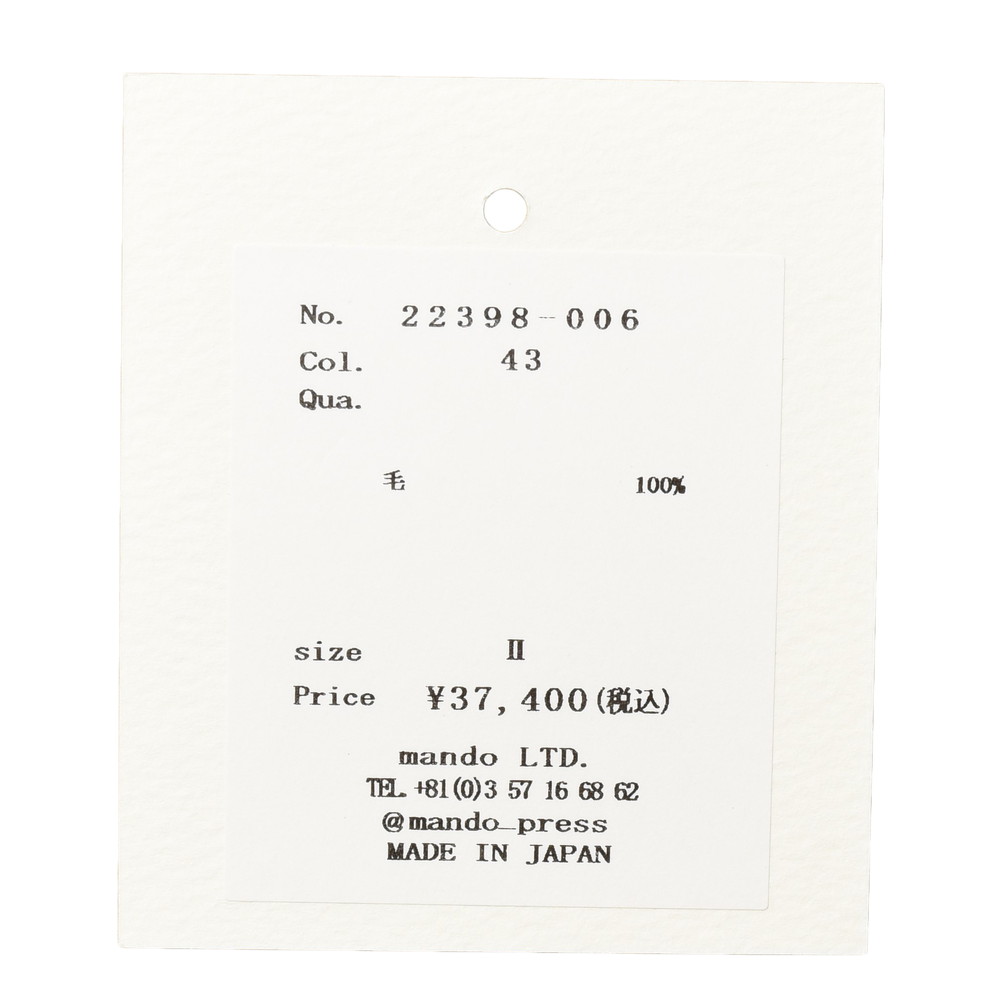 No. 22398-006
Col. 43
Qua.
毛 100%
size Ⅱ
Price ¥37,400(税込)
mando LTD.
TEL. +81(0)3 57 16 68 62
@mando_press
MADE IN JAPAN